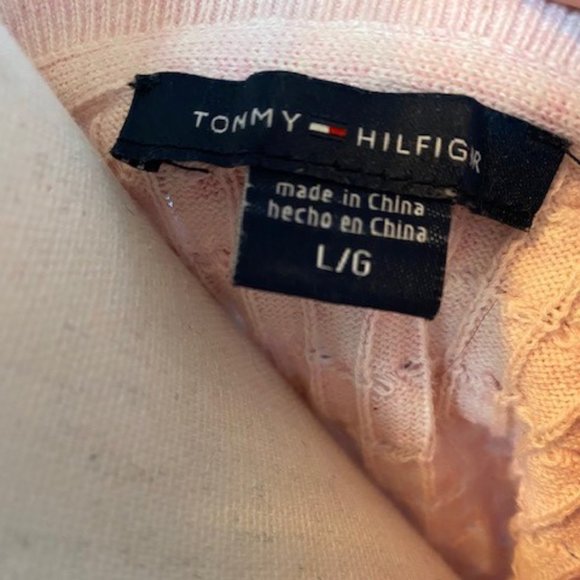 TOMMY HILFIGER
made in China
hecho en China
L/G